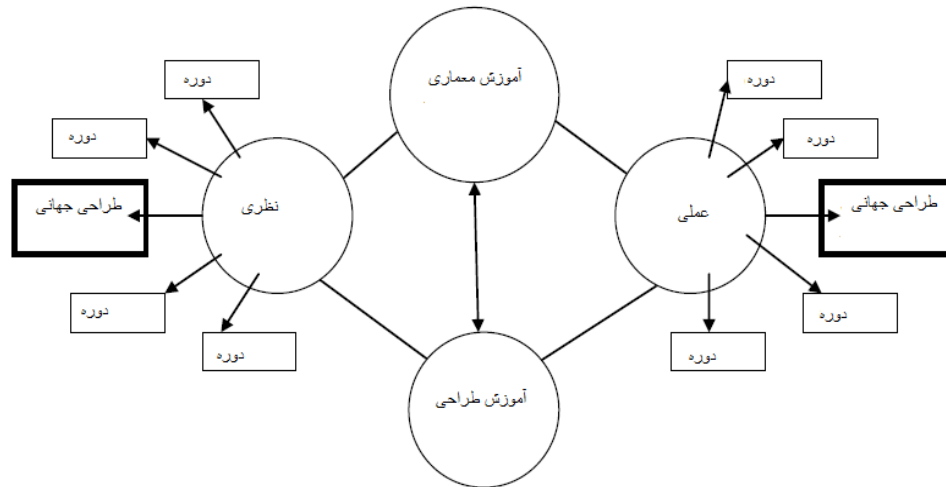 آموزش معماری
دوره
دوره
دوره
دوره
طراحی جهانی
عملی
نظری
طراحی جهانی
دوره
دوره
دوره
دوره
آموزش طراحی